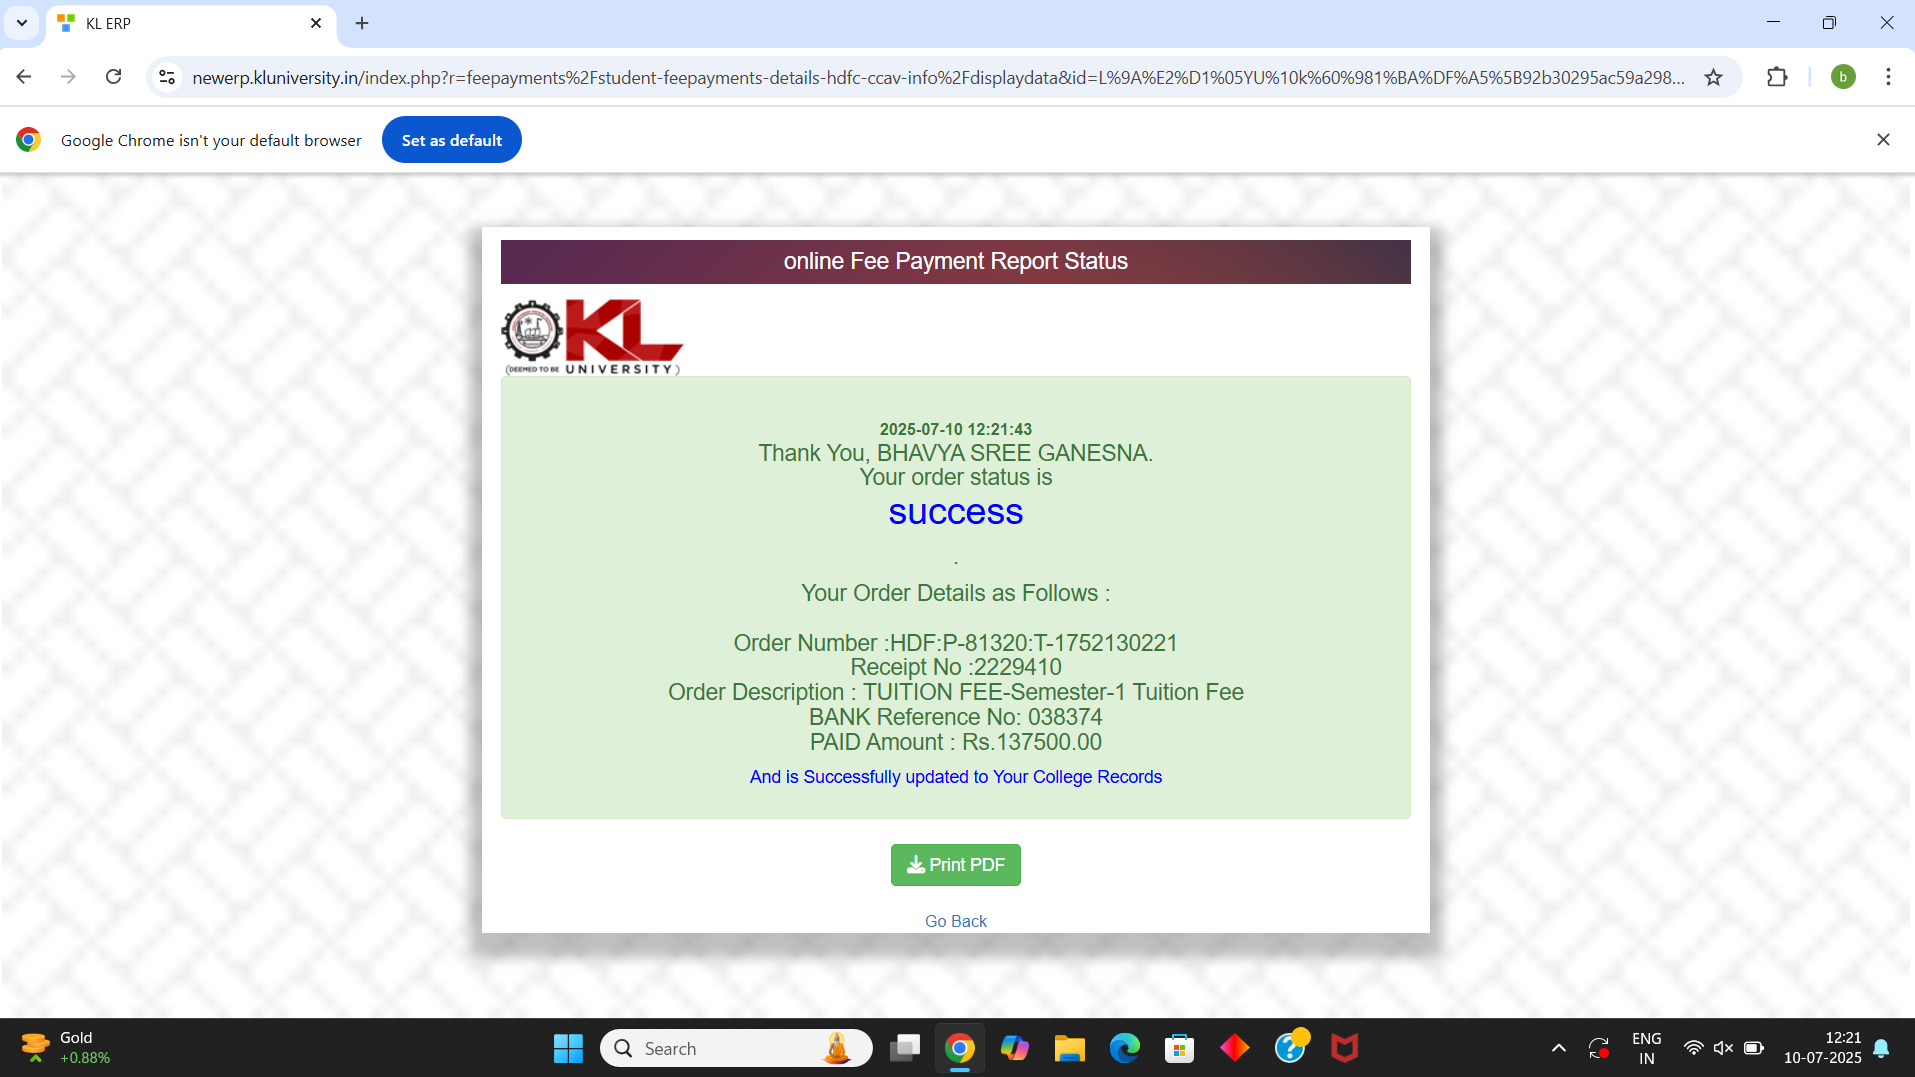 KL ERP
newerp.kluniversity.in/index.php?r=feepayments%2Fstudent-feepayments-details-hdfc-ccav-info%2Fdisplaydata&id=L%9A%E2%D1%05YU%10k%60%981%BA%DF%A5%5B92b30295ac59a298...
b
Google Chrome isn't your default browser
Set as default
online Fee Payment Report Status
KL
(DEEMED TO BE UNIVERSITY)
2025-07-10 12:21:43
Thank You, BHAVYA SREE GANESNA.
Your order status is
success
.
Your Order Details as Follows :
Order Number :HDF:P-81320:T-1752130221
Receipt No :2229410
Order Description : TUITION FEE-Semester-1 Tuition Fee
BANK Reference No: 038374
PAID Amount : Rs.137500.00
And is Successfully updated to Your College Records
Print PDF
Go Back
Gold
+0.88%
Search
ENG
IN
12:21
10-07-2025